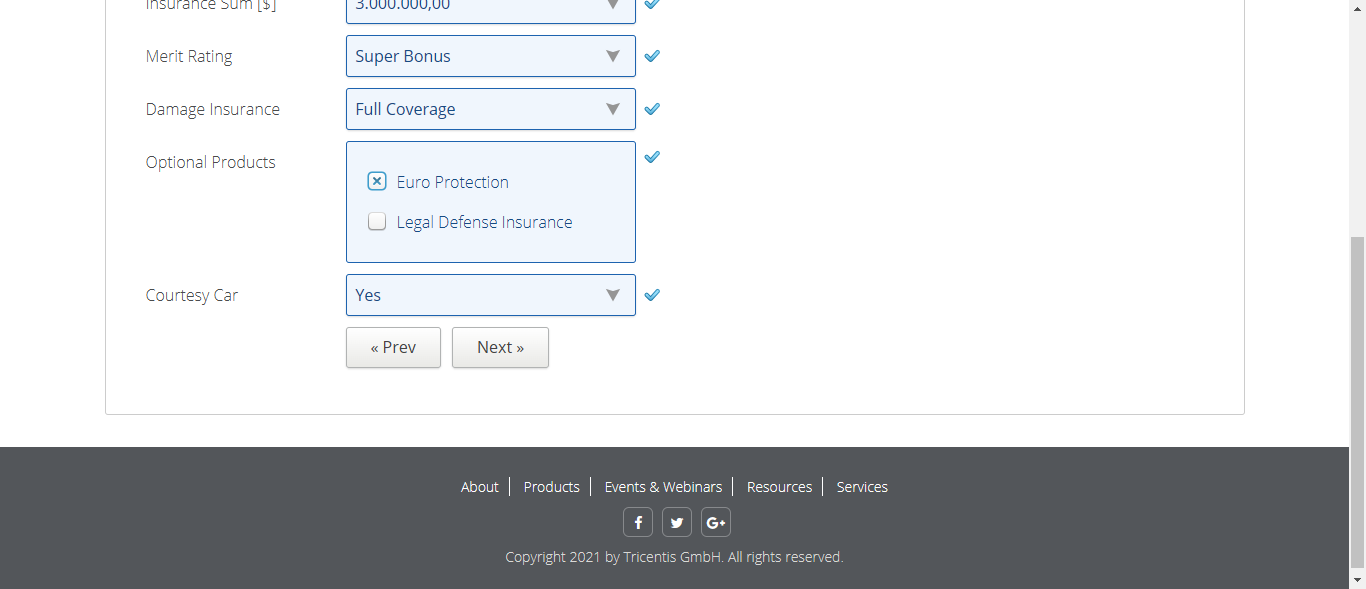 Insurance Sum [$] 3.000.000,00
Merit Rating Super Bonus
Damage Insurance Full Coverage
Optional Products
Euro Protection
Legal Defense Insurance
Courtesy Car Yes
« Prev Next »
About Products Events & Webinars Resources Services
Copyright 2021 by Tricentis GmbH. All rights reserved.